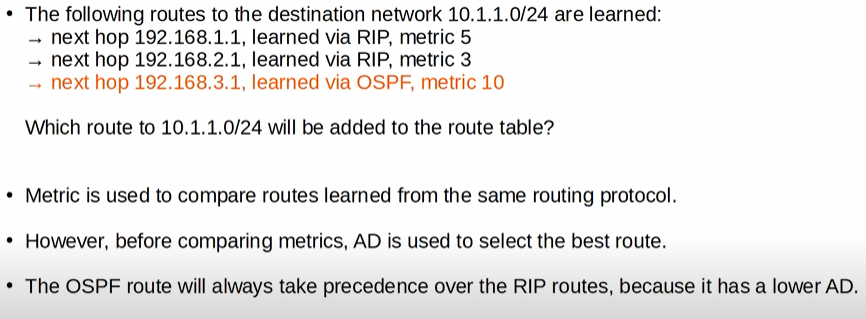 • The following routes to the destination network 10.1.1.0/24 are learned:
→ next hop 192.168.1.1, learned via RIP, metric 5
→ next hop 192.168.2.1, learned via RIP, metric 3
→ next hop 192.168.3.1, learned via OSPF, metric 10
Which route to 10.1.1.0/24 will be added to the route table?
• Metric is used to compare routes learned from the same routing protocol.
• However, before comparing metrics, AD is used to select the best route.
• The OSPF route will always take precedence over the RIP routes, because it has a lower AD.